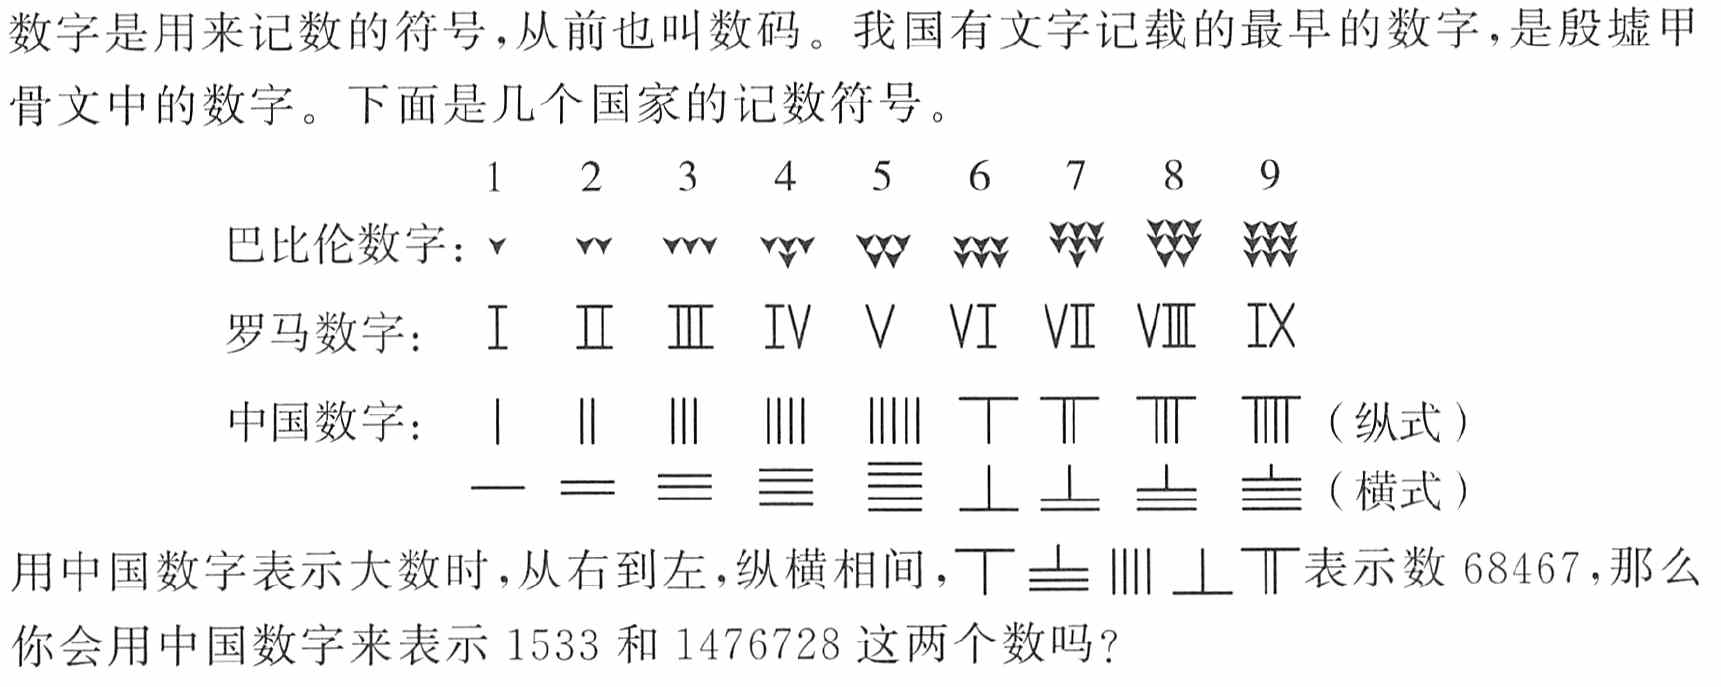 数字是用来记数的符号,从前也叫数码。我国有文字记载的最早的数字,是殷墟甲
骨文中的数字。下面是几个国家的记数符号。
1 2 3 4 5 6 7 8 9
巴比伦数字:
罗马数字: Ⅰ Ⅱ Ⅲ Ⅳ Ⅴ Ⅵ Ⅶ Ⅷ Ⅸ
中国数字: (纵式)
(横式)
用中国数字表示大数时,从右到左,纵横相间,表示数 68467,那么
你会用中国数字来表示 1533 和 1476728 这两个数吗?